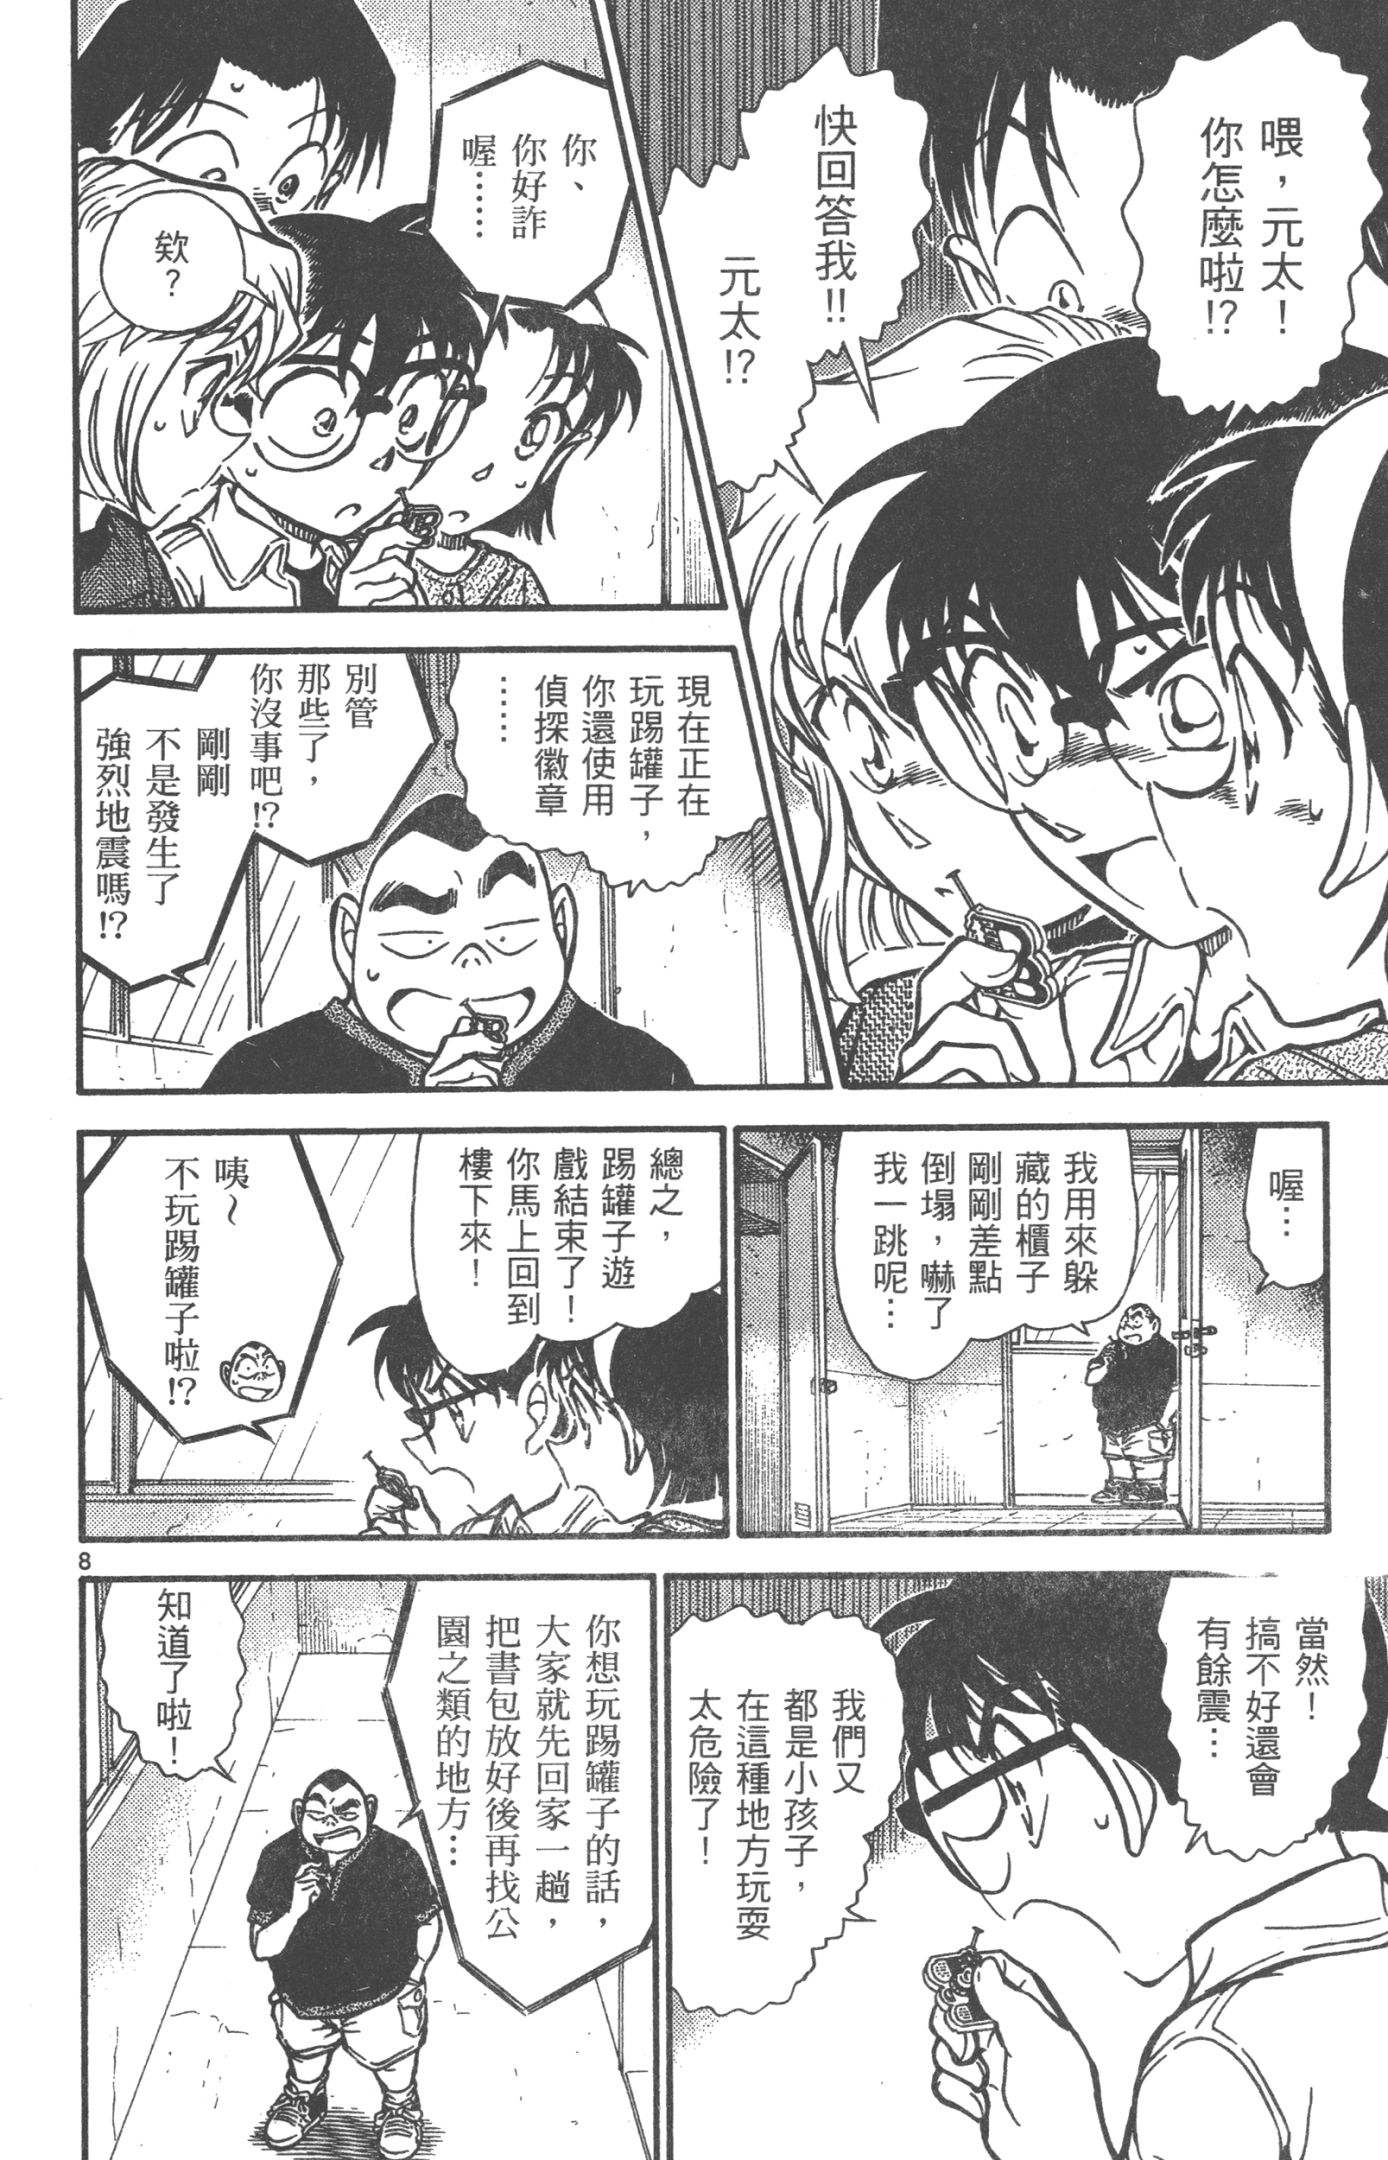 喂，元太！
你怎麼啦!?
快回答我!!
元太!?
你、
你好詐
喔……
欸？
現在正在
玩踢罐子，
你還使用
偵探徽章
……
別管
那些了，
你沒事吧!?
剛剛
不是發生了
強烈地震嗎!?
喔…
我用來躲
藏的櫃子
剛剛差點
倒塌，嚇了
我一跳呢…
總之，
踢罐子遊
戲結束了！
你馬上回到
樓下來！
咦～
不玩踢罐子啦!?
當然！
搞不好還會
有餘震…
我們又
都是小孩子，
在這種地方玩耍
太危險了！
你想玩踢罐子的話，
大家就先回家一趟，
把書包放好後再找公
園之類的地方…
知道了啦！
8